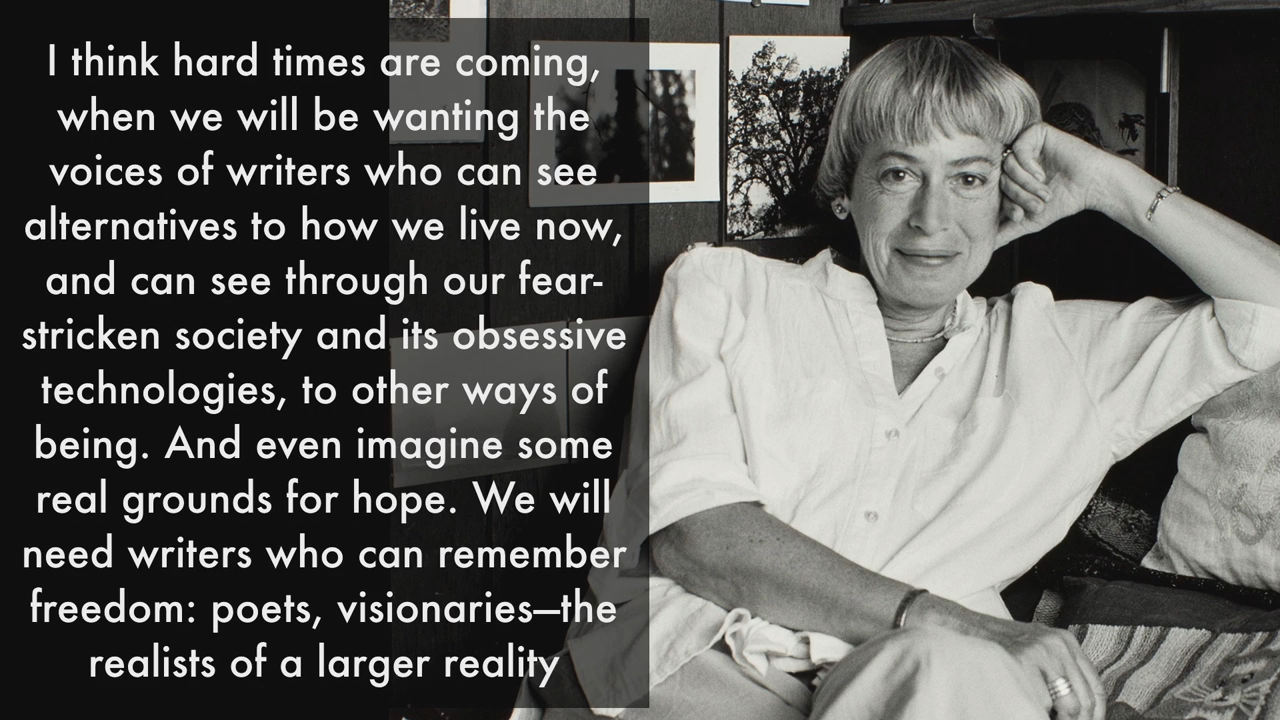 I think hard times are coming,
when we will be wanting the
voices of writers who can see
alternatives to how we live now,
and can see through our fear-
stricken society and its obsessive
technologies, to other ways of
being. And even imagine some
real grounds for hope. We will
need writers who can remember
freedom: poets, visionaries—the
realists of a larger reality